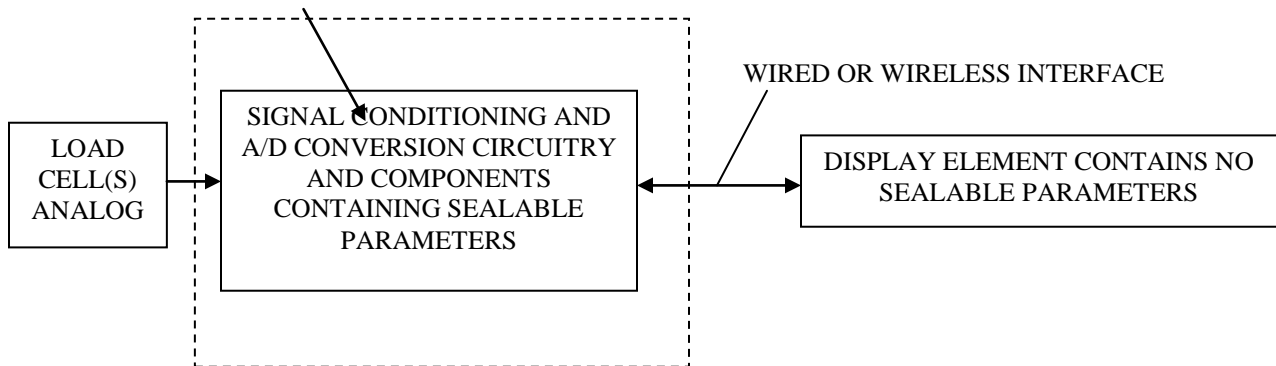 LOAD
CELL(S)
ANALOG
SIGNAL CONDITIONING AND
A/D CONVERSION CIRCUITRY
AND COMPONENTS
CONTAINING SEALABLE
PARAMETERS
WIRED OR WIRELESS INTERFACE
DISPLAY ELEMENT CONTAINS NO
SEALABLE PARAMETERS